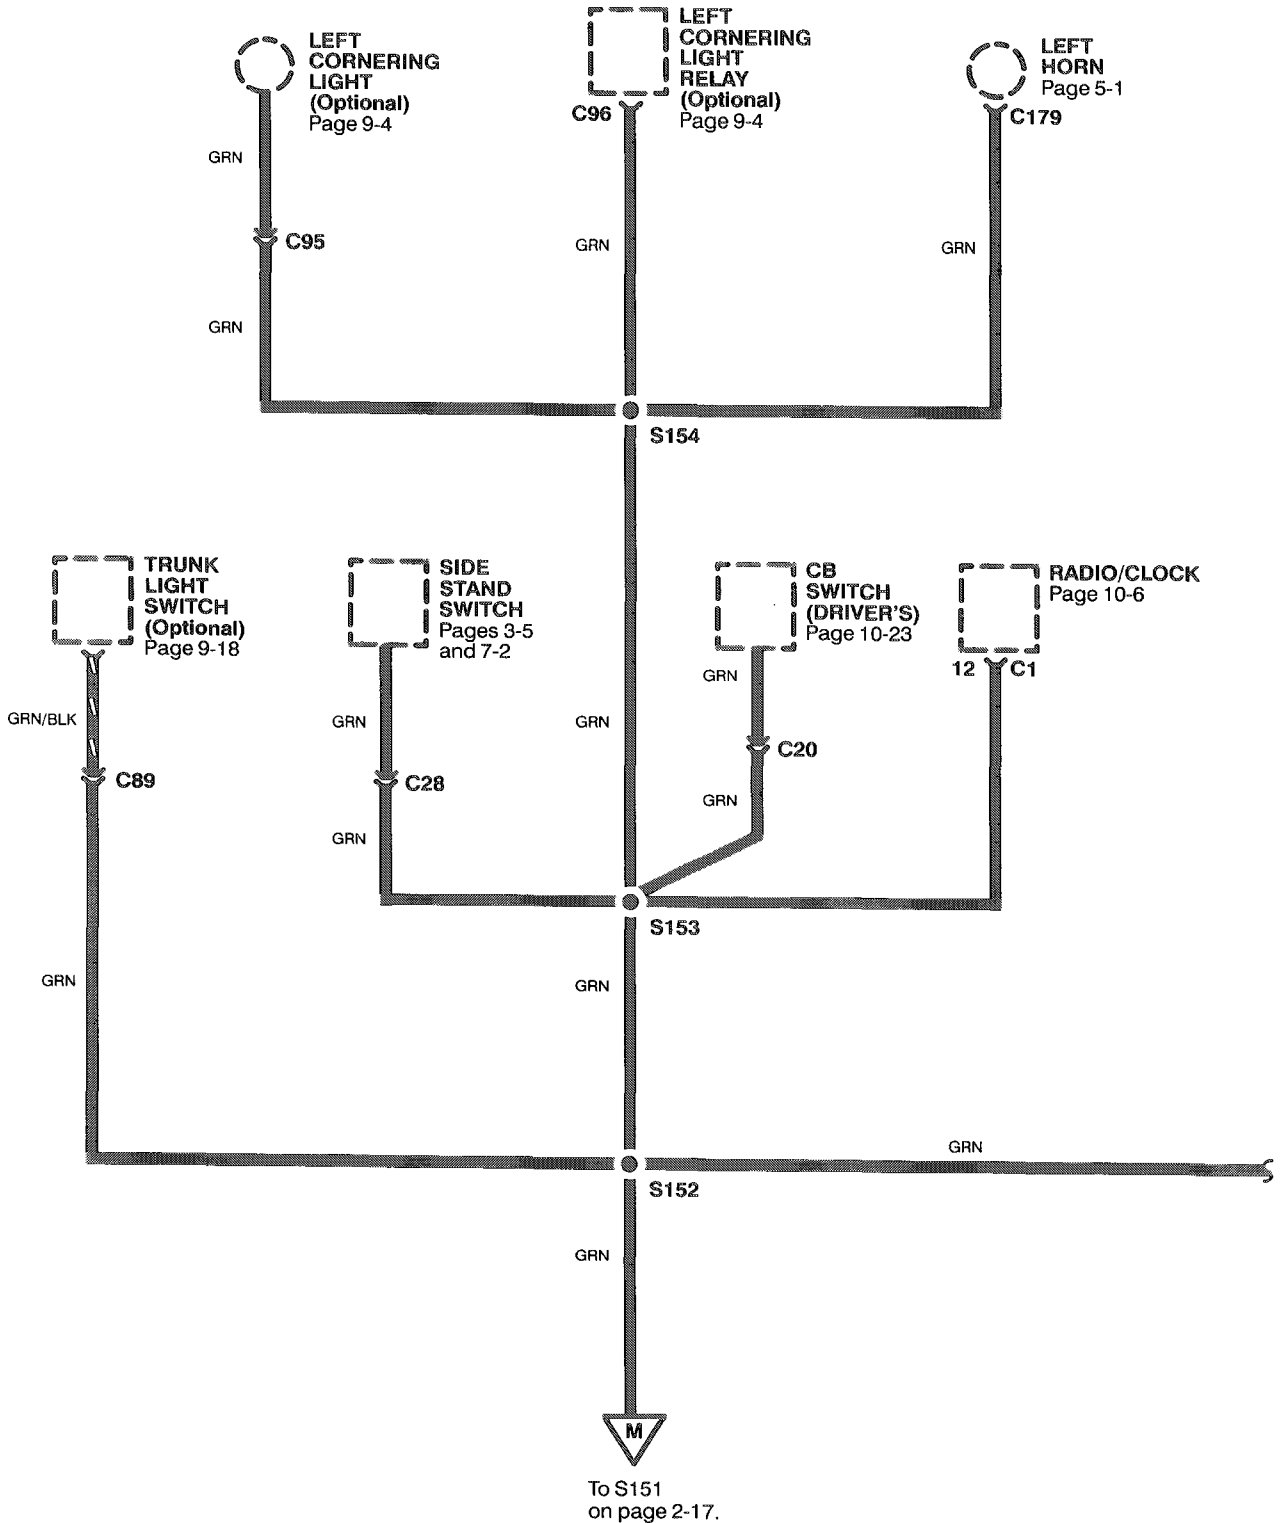 LEFT
CORNERING
LIGHT
(Optional)
Page 9-4
LEFT
CORNERING
LIGHT
RELAY
(Optional)
Page 9-4
C96
LEFT
HORN
Page 5-1
C179
GRN
C95
GRN
GRN
GRN
S154
TRUNK
LIGHT
SWITCH
(Optional)
Page 9-18
SIDE
STAND
SWITCH
Pages 3-5
and 7-2
CB
SWITCH
(DRIVER'S)
Page 10-23
RADIO/CLOCK
Page 10-6
12 C1
GRN/BLK
C89
GRN
C28
GRN
GRN
GRN
C20
GRN
S153
GRN
GRN
GRN
S152
GRN
M
To S151
on page 2-17.